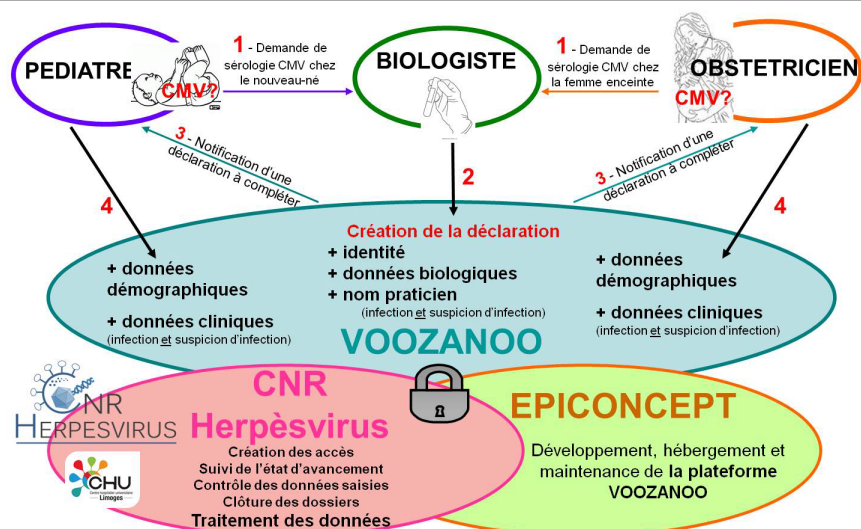 PEDIATRE
CMV?
1 - Demande de
sérologie CMV chez
le nouveau-né
BIOLOGISTE
1 - Demande de
sérologie CMV chez
la femme enceinte
OBSTETRICIEN
CMV?
3 - Notification d'une
déclaration à compléter
2
3 - Notification d'une
déclaration à compléter
4
4
Création de la déclaration
+ identité
+ données biologiques
+ nom praticien
(infection et suspicion d'infection)
+ données
démographiques
+ données cliniques
(infection et suspicion d'infection)
+ données
démographiques
+ données cliniques
(infection et suspicion d'infection)
VOOZANOO
CNR
HERPESVIRUS
CHU
Centre hospitalier universitaire
Limoges
CNR
Herpèsvirus
Création des accès
Suivi de l'état d'avancement
Contrôle des données saisies
Clôture des dossiers
Traitement des données
EPICONCEPT
Développement, hébergement et
maintenance de la plateforme
VOOZANOO